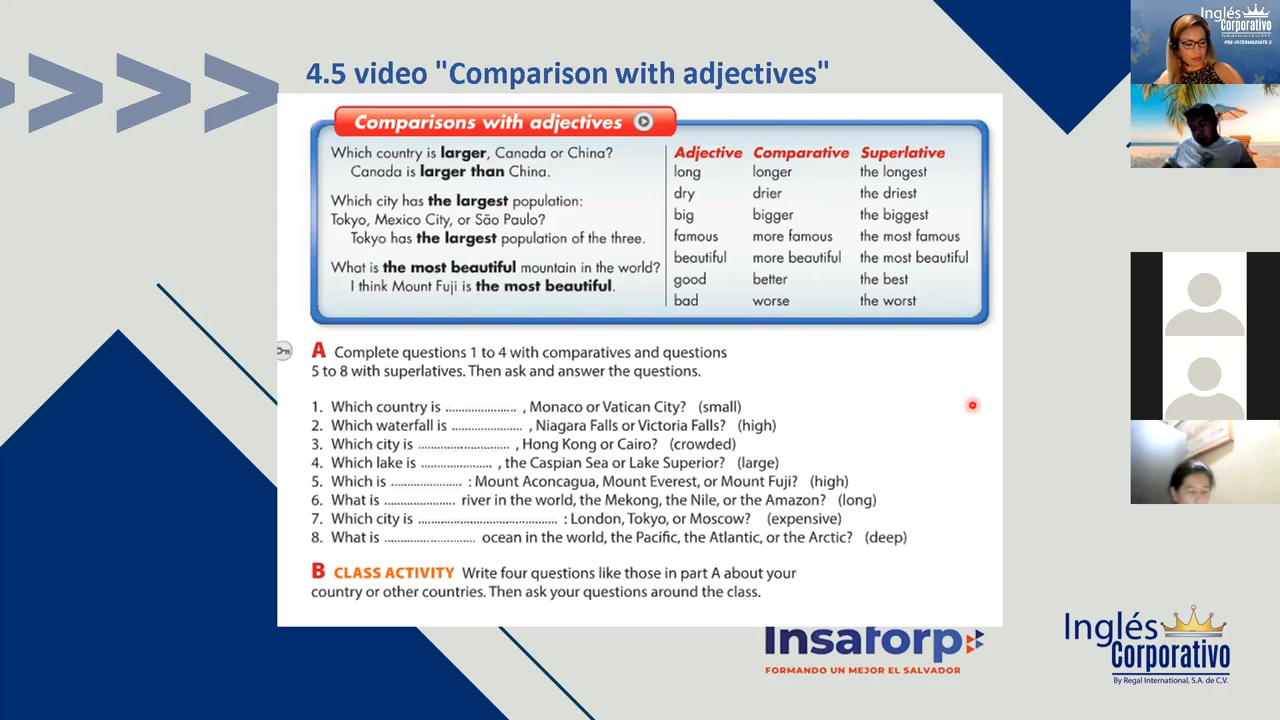 4.5 video "Comparison with adjectives"
Comparisons with adjectives
Which country is larger, Canada or China?
Canada is larger than China.
Which city has the largest population:
Tokyo, Mexico City, or São Paulo?
Tokyo has the largest population of the three.
What is the most beautiful mountain in the world?
I think Mount Fuji is the most beautiful.
Adjective Comparative Superlative
long longer the longest
dry drier the driest
big bigger the biggest
famous more famous the most famous
beautiful more beautiful the most beautiful
good better the best
bad worse the worst
A Complete questions 1 to 4 with comparatives and questions
5 to 8 with superlatives. Then ask and answer the questions.
1. Which country is .................... , Monaco or Vatican City? (small)
2. Which waterfall is .................... , Niagara Falls or Victoria Falls? (high)
3. Which city is .......................... , Hong Kong or Cairo? (crowded)
4. Which lake is .................... , the Caspian Sea or Lake Superior? (large)
5. Which is .................... : Mount Aconcagua, Mount Everest, or Mount Fuji? (high)
6. What is .................... river in the world, the Mekong, the Nile, or the Amazon? (long)
7. Which city is ........................................ : London, Tokyo, or Moscow? (expensive)
8. What is .......................... ocean in the world, the Pacific, the Atlantic, or the Arctic? (deep)
B CLASS ACTIVITY Write four questions like those in part A about your
country or other countries. Then ask your questions around the class.
Insaforp
FORMANDO UN MEJOR EL SALVADOR
Inglés
Corporativo
By Regal International, S.A. de C.V.
Inglés
Corporativo
PRE-INTERMEDIATE 2